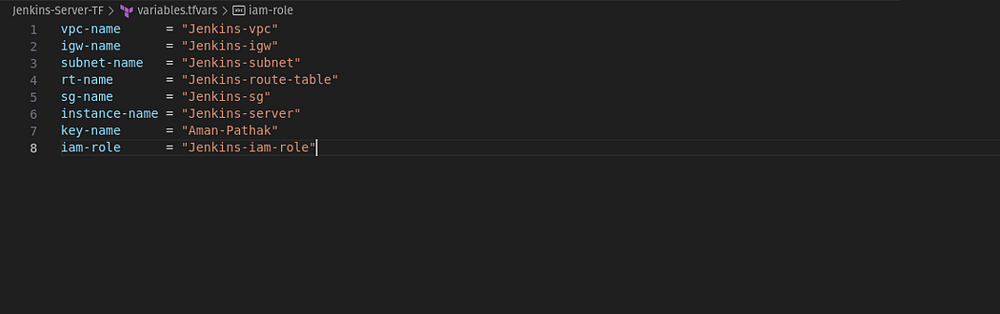 Jenkins-Server-TF > variables.tfvars > iam-role
1 vpc-name = "Jenkins-vpc"
2 igw-name = "Jenkins-igw"
3 subnet-name = "Jenkins-subnet"
4 rt-name = "Jenkins-route-table"
5 sg-name = "Jenkins-sg"
6 instance-name = "Jenkins-server"
7 key-name = "Aman-Pathak"
8 iam-role = "Jenkins-iam-role"